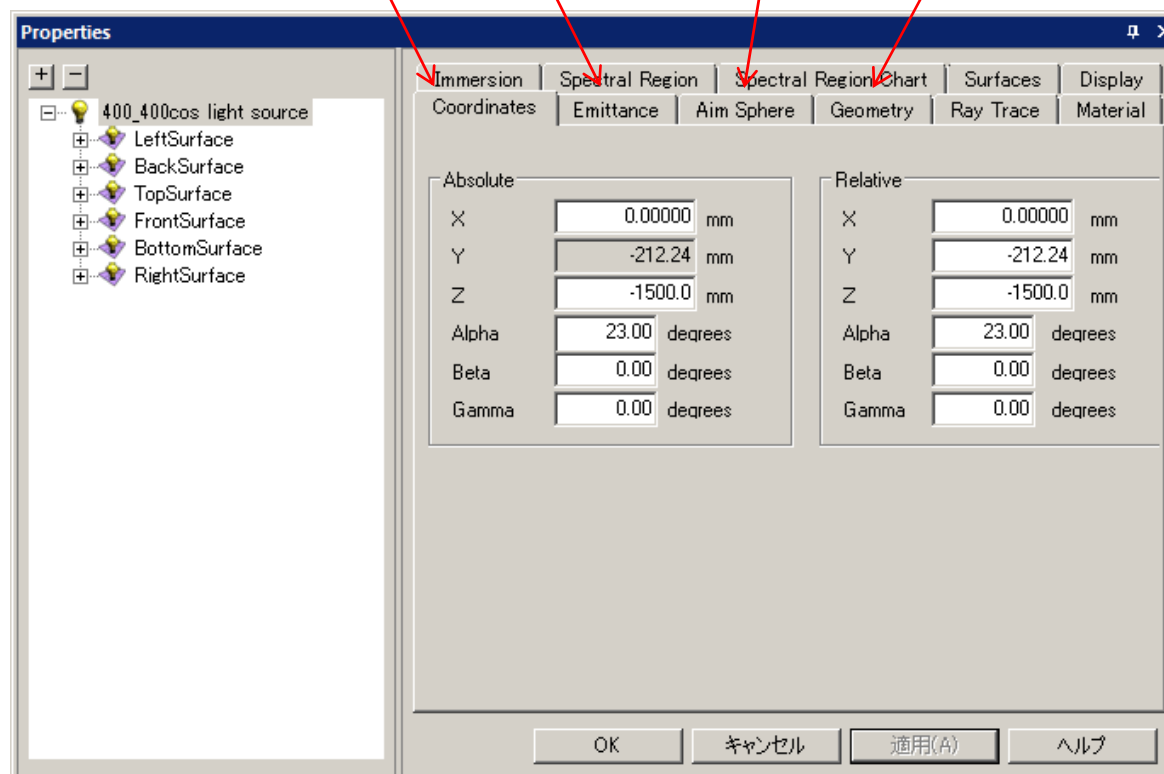 Properties
400_400cos light source
LeftSurface
BackSurface
TopSurface
FrontSurface
BottomSurface
RightSurface
Immersion Spectral Region Spectral Region Chart Surfaces Display
Coordinates Emittance Aim Sphere Geometry Ray Trace Material
Absolute Relative
X 0.00000 mm X 0.00000 mm
Y -212.24 mm Y -212.24 mm
Z -1500.0 mm Z -1500.0 mm
Alpha 23.00 degrees Alpha 23.00 degrees
Beta 0.00 degrees Beta 0.00 degrees
Gamma 0.00 degrees Gamma 0.00 degrees
OK キャンセル 適用(A) ヘルプ